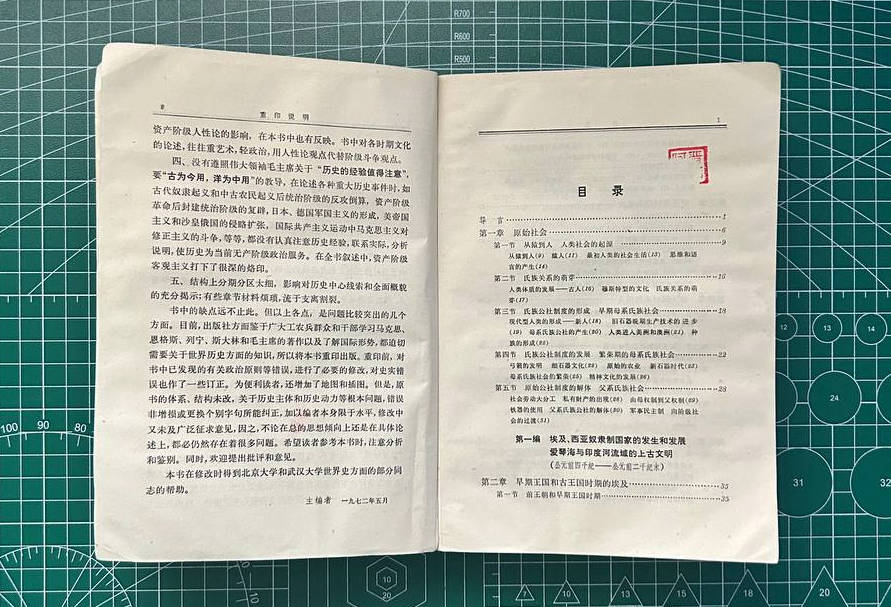 8
重印说明
资产阶级人性论的影响，在本书中也有反映。书中对各时期文化
的论述，往往重艺术，轻政治，用人性论观点代替阶级斗争观点。
四、没有遵照伟大领袖毛主席关于“历史的经验值得注意”，
要“古为今用，洋为中用”的教导，在论述各种重大历史事件时，如
古代奴隶起义和中古农民起义后统治阶级的反攻倒算，资产阶级
革命后封建统治阶级的复辟，日本、德国军国主义的形成，美帝国
主义和沙皇俄国的侵略扩张，国际共产主义运动中马克思主义对
修正主义的斗争，等等，都没有认真注意历史经验，联系实际，分析
说明，使历史为当前无产阶级政治服务。在全书叙述中，资产阶级
客观主义打下了很深的烙印。
五、结构上分期分区太细，影响对历史中心线索和全面概貌
的充分揭示；有些章节材料烦琐，流于支离割裂。
书中的缺点远不止此。但以上各点，是问题比较突出的几个
方面。目前，出版社方面鉴于广大工农兵群众和干部学习马克思、
恩格斯、列宁、斯大林和毛主席的著作以及了解国际形势，都迫切
需要关于世界历史方面的知识，所以将本书重印出版。重印前，对
书中已发现的有关政治原则等错误，进行了必要的修改，对史实错
误也作了一些订正。为便利读者，还增加了地图和插图。但是，原
书的体系、结构未改，关于历史主体和历史动力等根本问题，错误
非增损或更换个别字句所能纠正，加以编者本身限于水平，修改中
又未及广泛征求意见，因之，不论在总的思想倾向上还是在具体论
述上，都必仍然存在着很多问题。希望读者参考本书时，注意分析
和鉴别。同时，欢迎提出批评和意见。
本书在修改时得到北京大学和武汉大学世界史方面的部分同
志的帮助。
主编者 一九七二年五月
1
目录
导言 1
第一章 原始社会 6
第一节 从猿到人 人类社会的起源 9
从猿到人(9) 猿人(11) 最初人类的社会生活(13) 思维和语
言的产生(14)
第二节 氏族关系的萌芽 16
人类体质的发展——古人(16) 穆斯特型的文化 氏族关系的萌
芽(17)
第三节 氏族公社制度的形成 早期母系氏族社会 18
现代型人类的形成——新人(18) 旧石器晚期生产技术的进步
(19) 母系氏族公社的产生(20) 人类进入美洲和澳洲(21) 种
族的形成(22)
第四节 氏族公社制度的发展 繁荣期的母系氏族社会 22
弓箭的发明 细石器文化(22) 原始的农业 新石器时代(23)
母系氏族社会的繁荣(25) 精神文化的发展(26)
第五节 原始公社制度的解体 父系氏族社会 28
社会劳动大分工 私有财产的出现(28) 由母权制到父权制(29)
铁器的使用 父系氏族公社的解体(30) 军事民主制 向阶级社
会的过渡(31)
第一编 埃及、西亚奴隶制国家的发生和发展
爱琴海与印度河流域的上古文明
(公元前四千纪——公元前二千纪末)
第二章 早期王国和古王国时期的埃及 35
第一节 前王朝和早期王国时期 35
R700
R600
R500
100
90
80
12
13
14
24
31
32
10
20
7
10
13
15
18
20